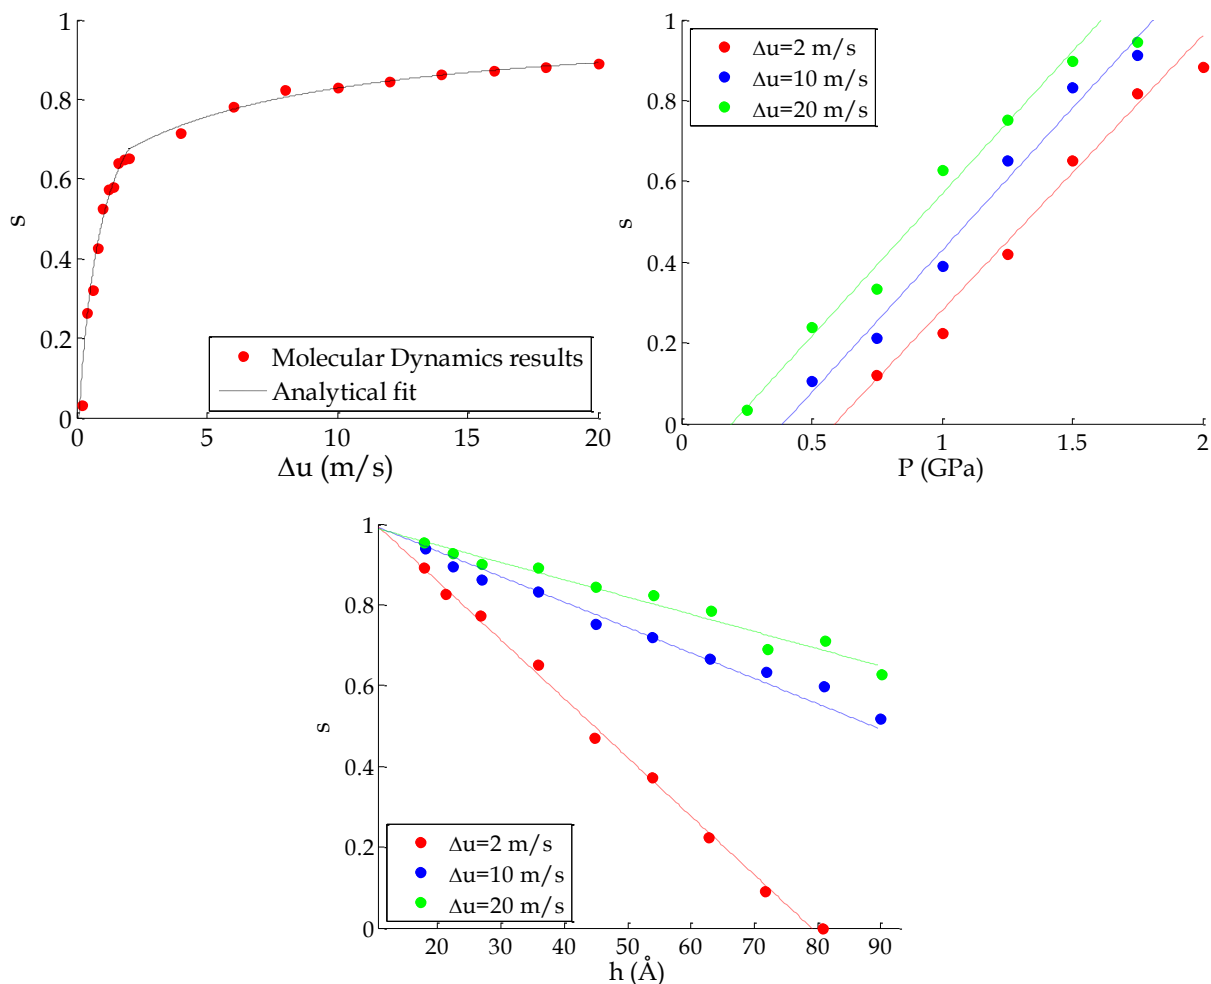 1
0.8
0.6
0.4
0.2
0
s
0
5
10
15
20
Δu (m/s)
Molecular Dynamics results
Analytical fit
1
0.8
0.6
0.4
0.2
0
s
0
0.5
1
1.5
2
P (GPa)
Δu=2 m/s
Δu=10 m/s
Δu=20 m/s
1
0.8
0.6
0.4
0.2
0
s
20
30
40
50
60
70
80
90
h (Å)
Δu=2 m/s
Δu=10 m/s
Δu=20 m/s